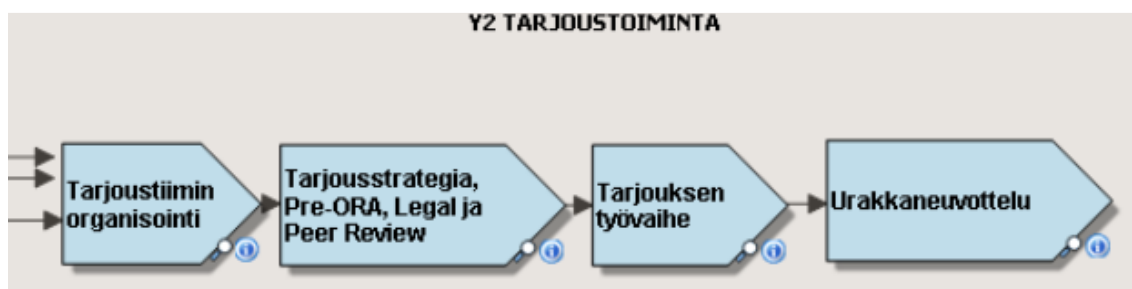 Y2 TARJOUSTOIMINTA
Tarjoustiimin
organisointi
Tarjousstrategia,
Pre-ORA, Legal ja
Peer Review
Tarjouksen
työvaihe
Urakkaneuvottelu